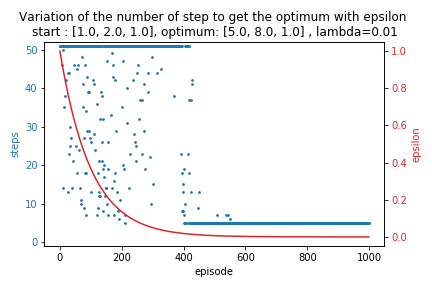 Variation of the number of step to get the optimum with epsilon
start : [1.0, 2.0, 1.0], optimum: [5.0, 8.0, 1.0] , lambda=0.01
50
40
30
20
10
0
steps
1.0
0.8
0.6
0.4
0.2
0.0
epsilon
0 200 400 600 800 1000
episode